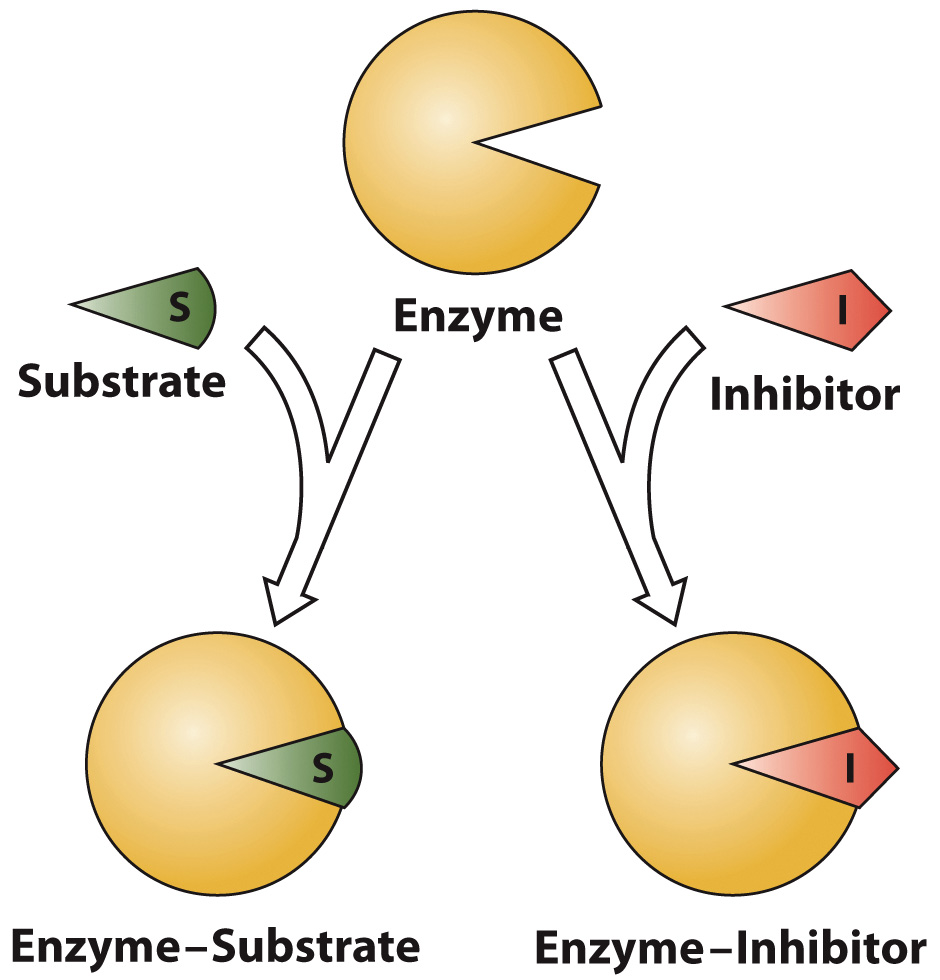 Enzyme
S
Substrate
I
Inhibitor
S
I
Enzyme–Substrate
Enzyme–Inhibitor